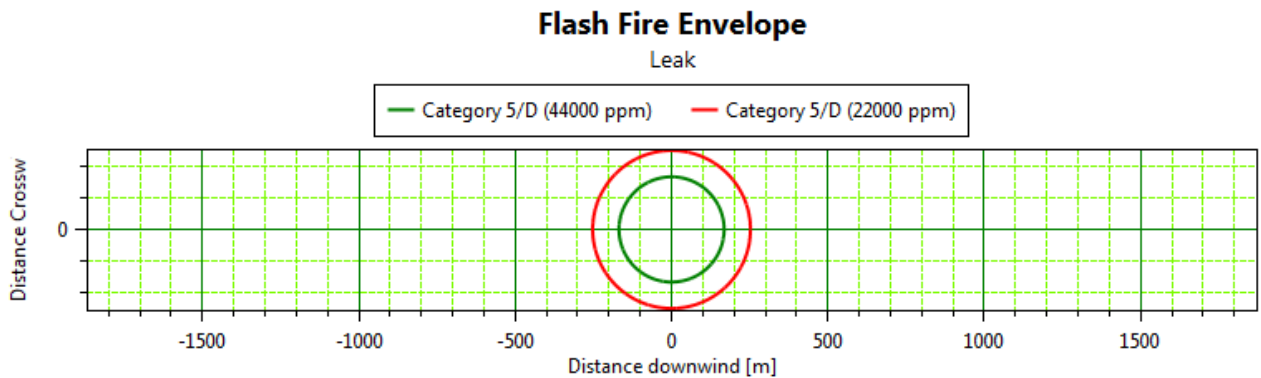 Flash Fire Envelope
Leak
Category 5/D (44000 ppm) Category 5/D (22000 ppm)
Distance Crossw
0
-1500 -1000 -500 0 500 1000 1500
Distance downwind [m]